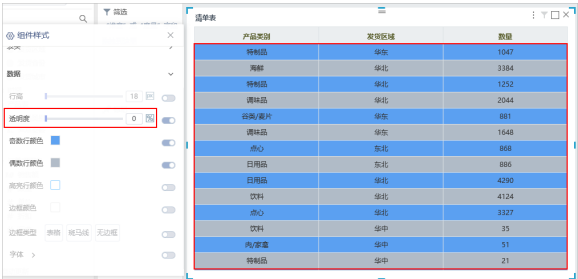 筛选
组件样式
数据
行高 18
透明度 0 %
奇数行颜色
偶数行颜色
高亮行颜色
边框颜色
边框类型 表格 斑马线 无边框
字体
清单表
产品类别 发货区域 数量
特制品 华东 1047
海鲜 华北 3384
特制品 华北 1252
调味品 华北 2044
谷类/麦片 华东 881
调味品 华东 1648
点心 东北 868
日用品 东北 886
日用品 华北 4290
饮料 华北 4124
点心 华北 3327
饮料 华中 35
肉/家禽 华中 51
特制品 华中 21